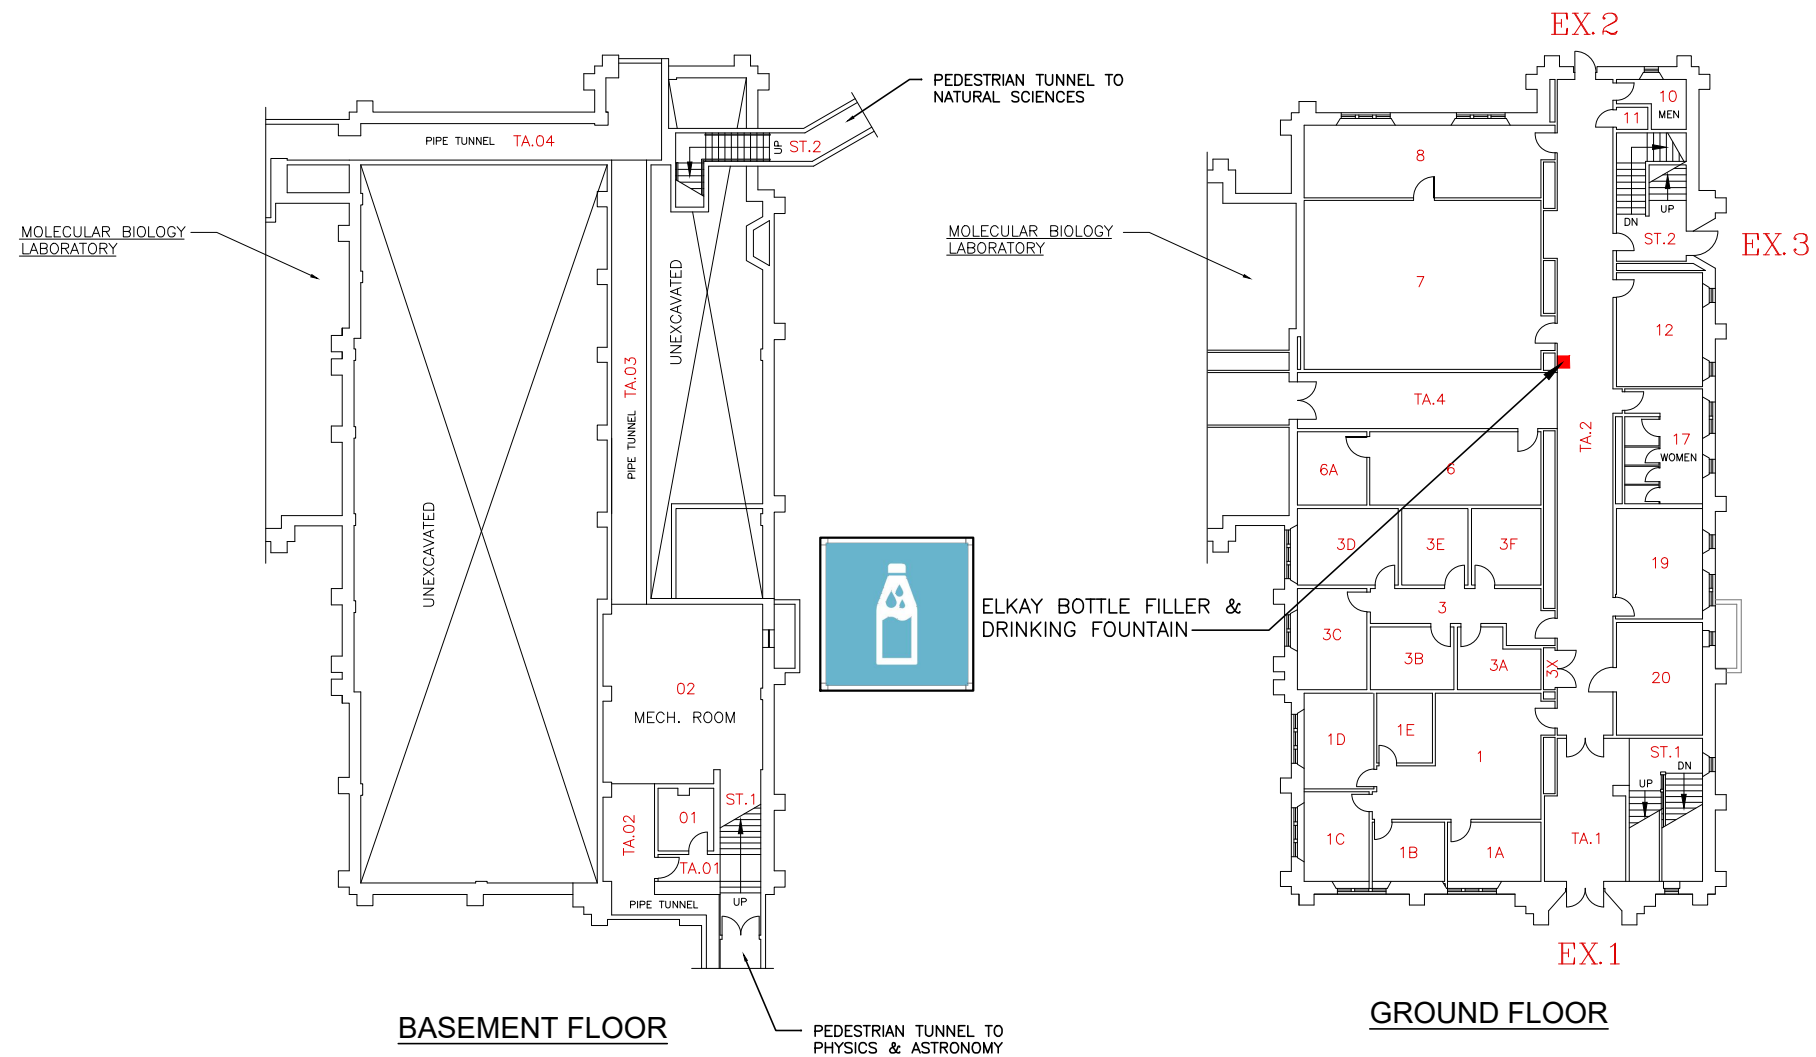 EX.2
PEDESTRIAN TUNNEL TO
NATURAL SCIENCES
10
MEN
11
PIPE TUNNEL TA.04
UP
ST.2
8
UP
DN
ST.2
EX.3
MOLECULAR BIOLOGY
LABORATORY
MOLECULAR BIOLOGY
LABORATORY
UNEXCAVATED
7
12
PIPE TUNNEL TA.03
TA.4
TA.2
17
WOMEN
6A
6
UNEXCAVATED
3D
3E
3F
19
ELKAY BOTTLE FILLER &
DRINKING FOUNTAIN
3
3C
3B
3A
3X
20
02
MECH. ROOM
1D
1E
1
ST.1
DN
UP
ST.1
01
TA.02
TA.01
1C
1B
1A
TA.1
PIPE TUNNEL
UP
EX.1
BASEMENT FLOOR
GROUND FLOOR
PEDESTRIAN TUNNEL TO
PHYSICS & ASTRONOMY